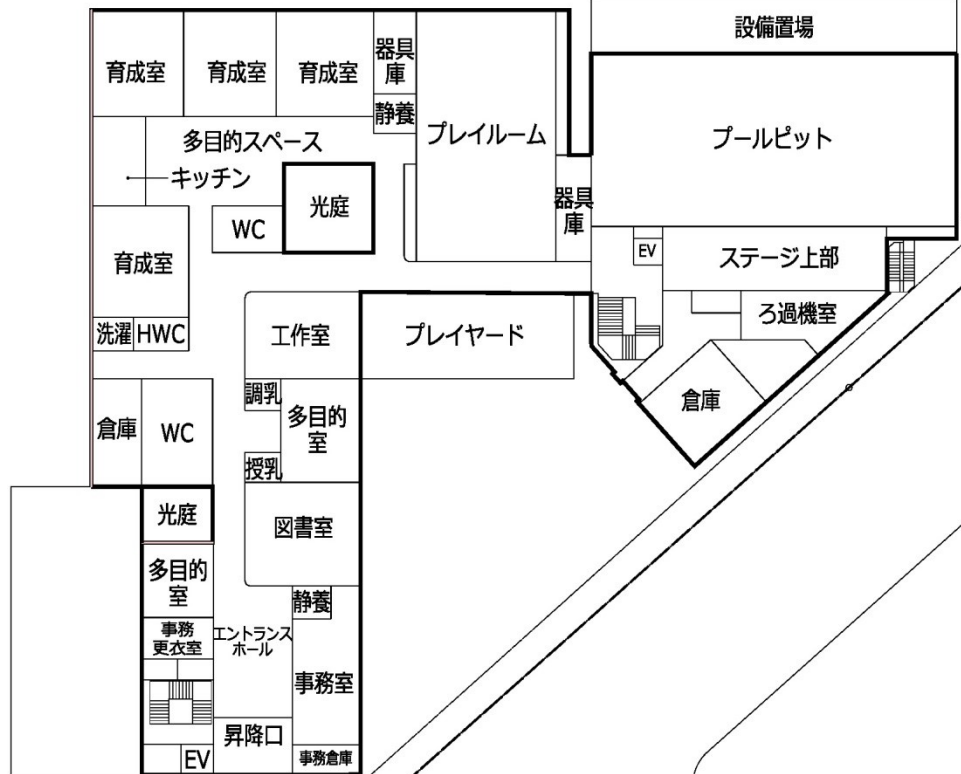 設備置場
育成室
育成室
育成室
器具
庫
静養
プレイルーム
プールピット
多目的スペース
キッチン
光庭
WC
器具
庫
EV
ステージ上部
育成室
洗濯
HWC
工作室
プレイヤード
ろ過機室
調乳
多目的
室
倉庫
倉庫
WC
授乳
光庭
図書室
多目的
室
静養
事務
更衣室
エントランス
ホール
事務室
昇降口
EV
事務倉庫